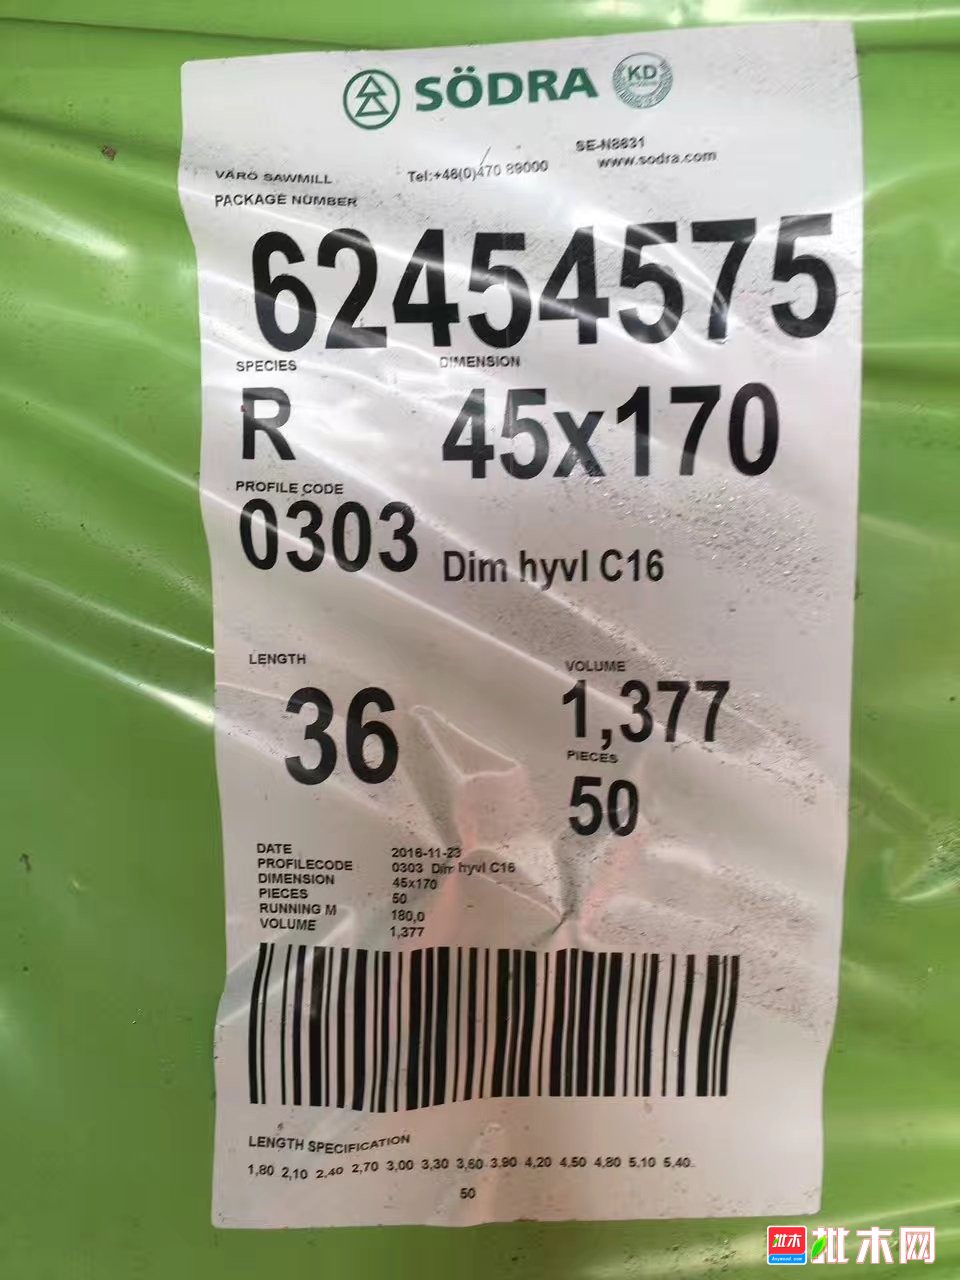 SÖDRA
KD
SE-N8631
VÄRÖ SAWMILL Tel:+46(0)470 89000 www.sodra.com
PACKAGE NUMBER
62454575
SPECIES DIMENSION
R 45x170
PROFILE CODE
0303 Dim hyvl C16
LENGTH VOLUME
36 1,377
PIECES
50
DATE 2016-11-23
PROFILECODE 0303 Dim hyvl C16
DIMENSION 45x170
PIECES 50
RUNNING M 180,0
VOLUME 1,377
LENGTH SPECIFICATION
1,80 2,10 2,40 2,70 3,00 3,30 3,60 3,90 4,20 4,50 4,80 5,10 5,40
50
批木 批木网